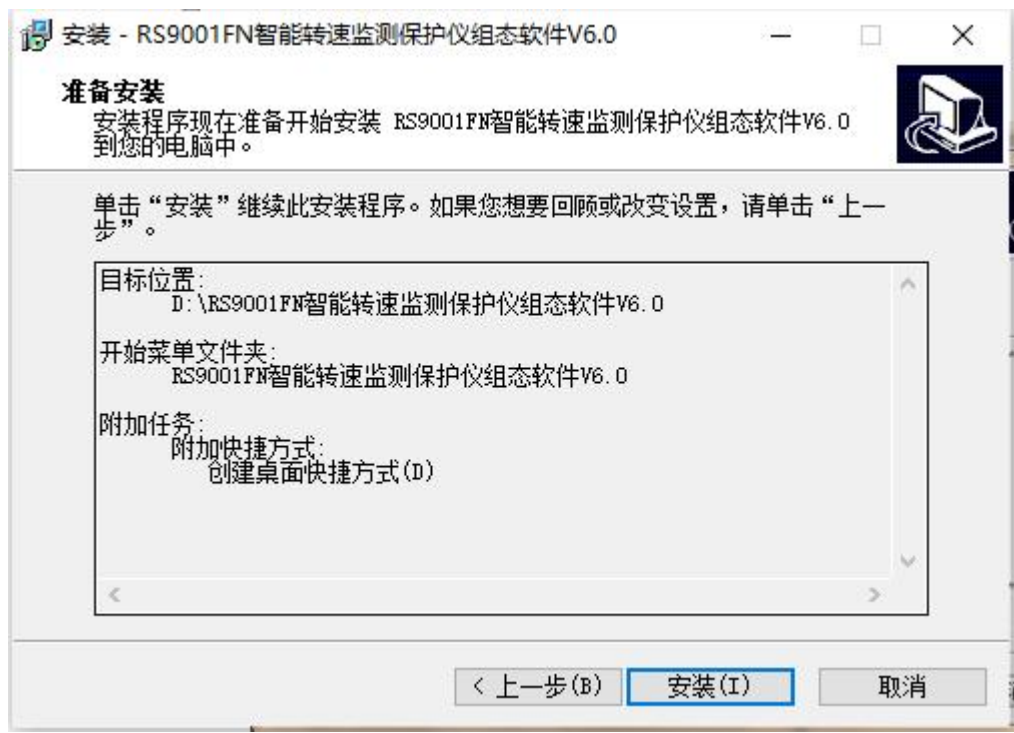 安装 - RS9001FN智能转速监测保护仪组态软件V6.0
准备安装
安装程序现在准备开始安装 RS9001FN智能转速监测保护仪组态软件V6.0
到您的电脑中。
单击“安装”继续此安装程序。如果您想要回顾或改变设置，请单击“上一
步”。
目标位置:
D:\RS9001FN智能转速监测保护仪组态软件V6.0
开始菜单文件夹:
RS9001FN智能转速监测保护仪组态软件V6.0
附加任务:
附加快捷方式:
创建桌面快捷方式(D)
< 上一步(B)
安装(I)
取消